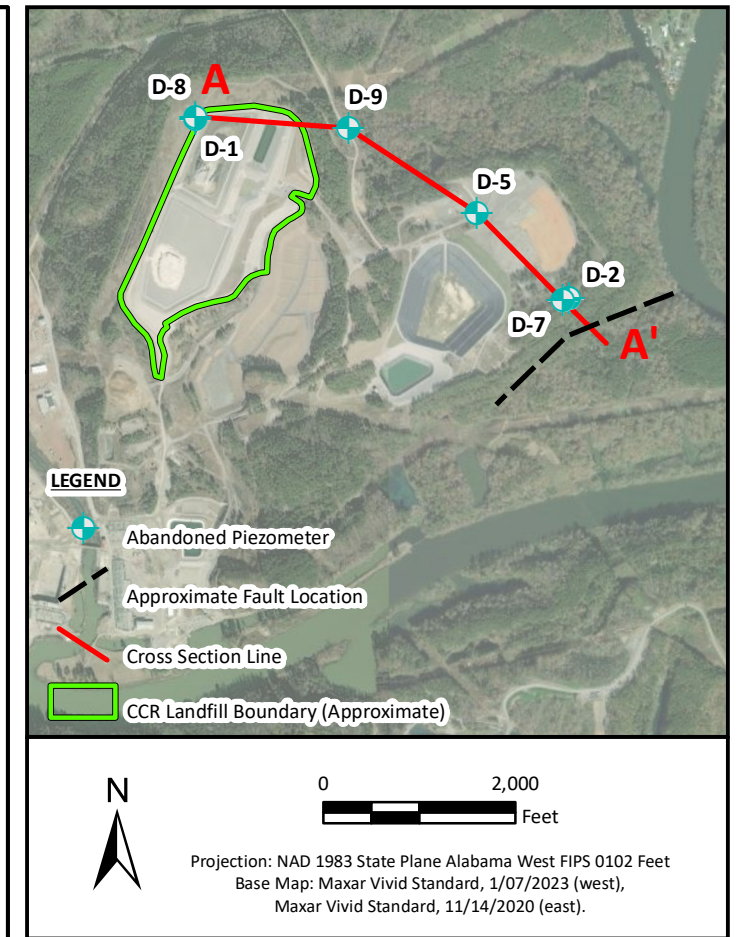 D-8
A
D-9
D-1
D-5
D-2
D-7
A'
LEGEND
Abandoned Piezometer
Approximate Fault Location
Cross Section Line
CCR Landfill Boundary (Approximate)
N
0 2,000
Feet
Projection: NAD 1983 State Plane Alabama West FIPS 0102 Feet
Base Map: Maxar Vivid Standard, 1/07/2023 (west),
Maxar Vivid Standard, 11/14/2020 (east).